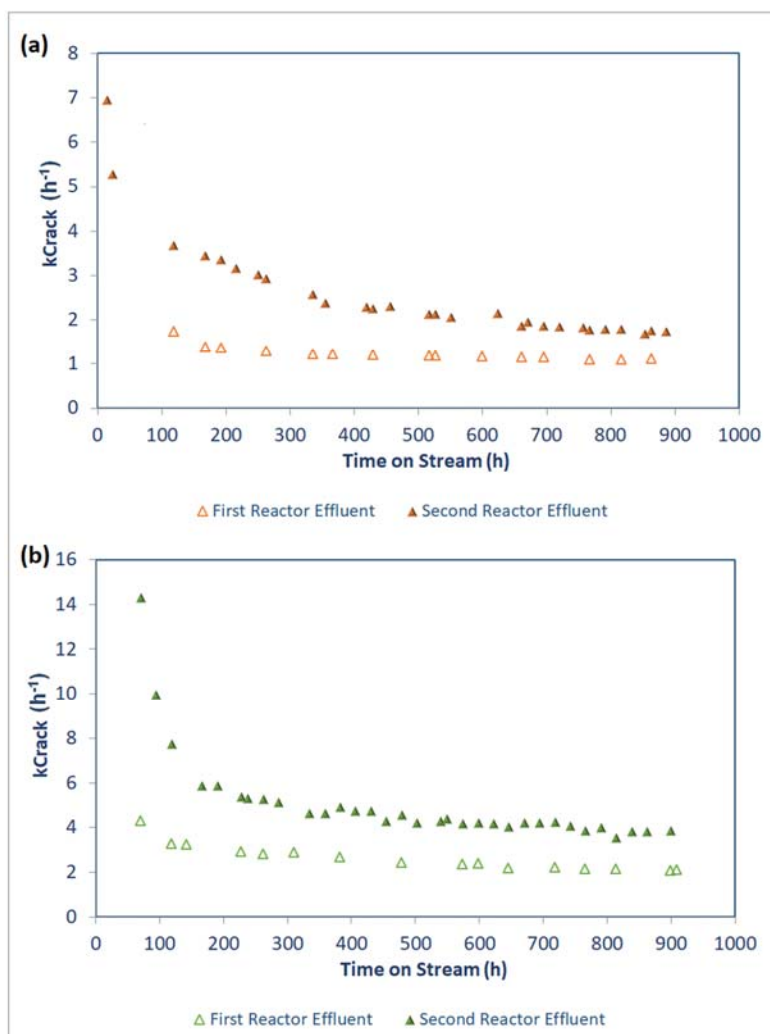 (a)
8
7
6
5
4
3
2
1
0
kCrack (h⁻¹)
0 100 200 300 400 500 600 700 800 900 1000
Time on Stream (h)
First Reactor Effluent Second Reactor Effluent
(b)
16
14
12
10
8
6
4
2
0
kCrack (h⁻¹)
0 100 200 300 400 500 600 700 800 900 1000
Time on Stream (h)
First Reactor Effluent Second Reactor Effluent